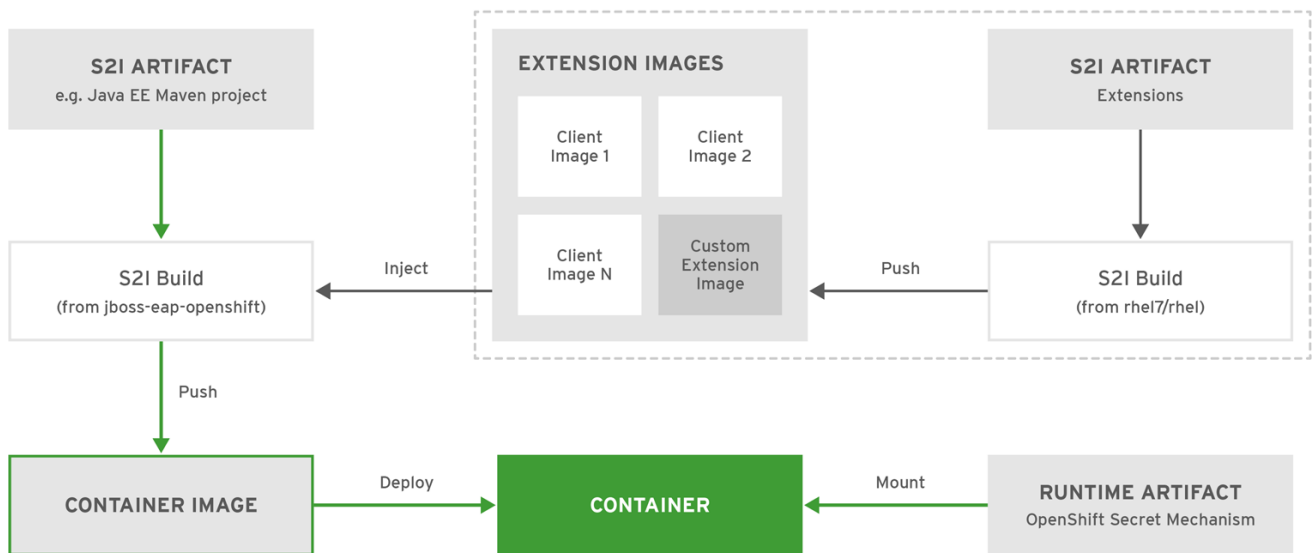 S2I ARTIFACT
e.g. Java EE Maven project
EXTENSION IMAGES
Client
Image 1
Client
Image 2
Client
Image N
Custom
Extension
Image
S2I ARTIFACT
Extensions
S2I Build
(from jboss-eap-openshift)
Inject
Push
S2I Build
(from rhel7/rhel)
Push
CONTAINER IMAGE
Deploy
CONTAINER
Mount
RUNTIME ARTIFACT
OpenShift Secret Mechanism